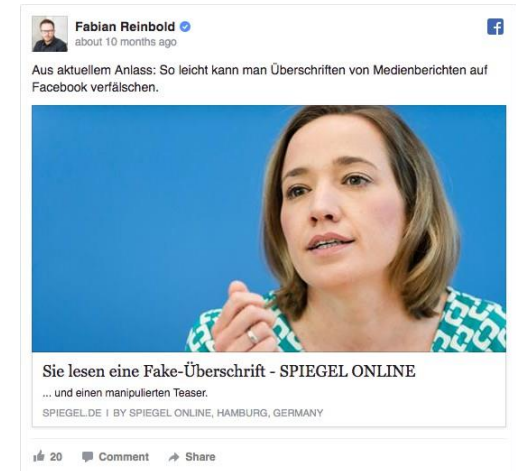 Fabian Reinbold
about 10 months ago
Aus aktuellem Anlass: So leicht kann man Überschriften von Medienberichten auf
Facebook verfälschen.
Sie lesen eine Fake-Überschrift - SPIEGEL ONLINE
... und einen manipulierten Teaser.
SPIEGEL.DE I BY SPIEGEL ONLINE, HAMBURG, GERMANY
20 Comment Share